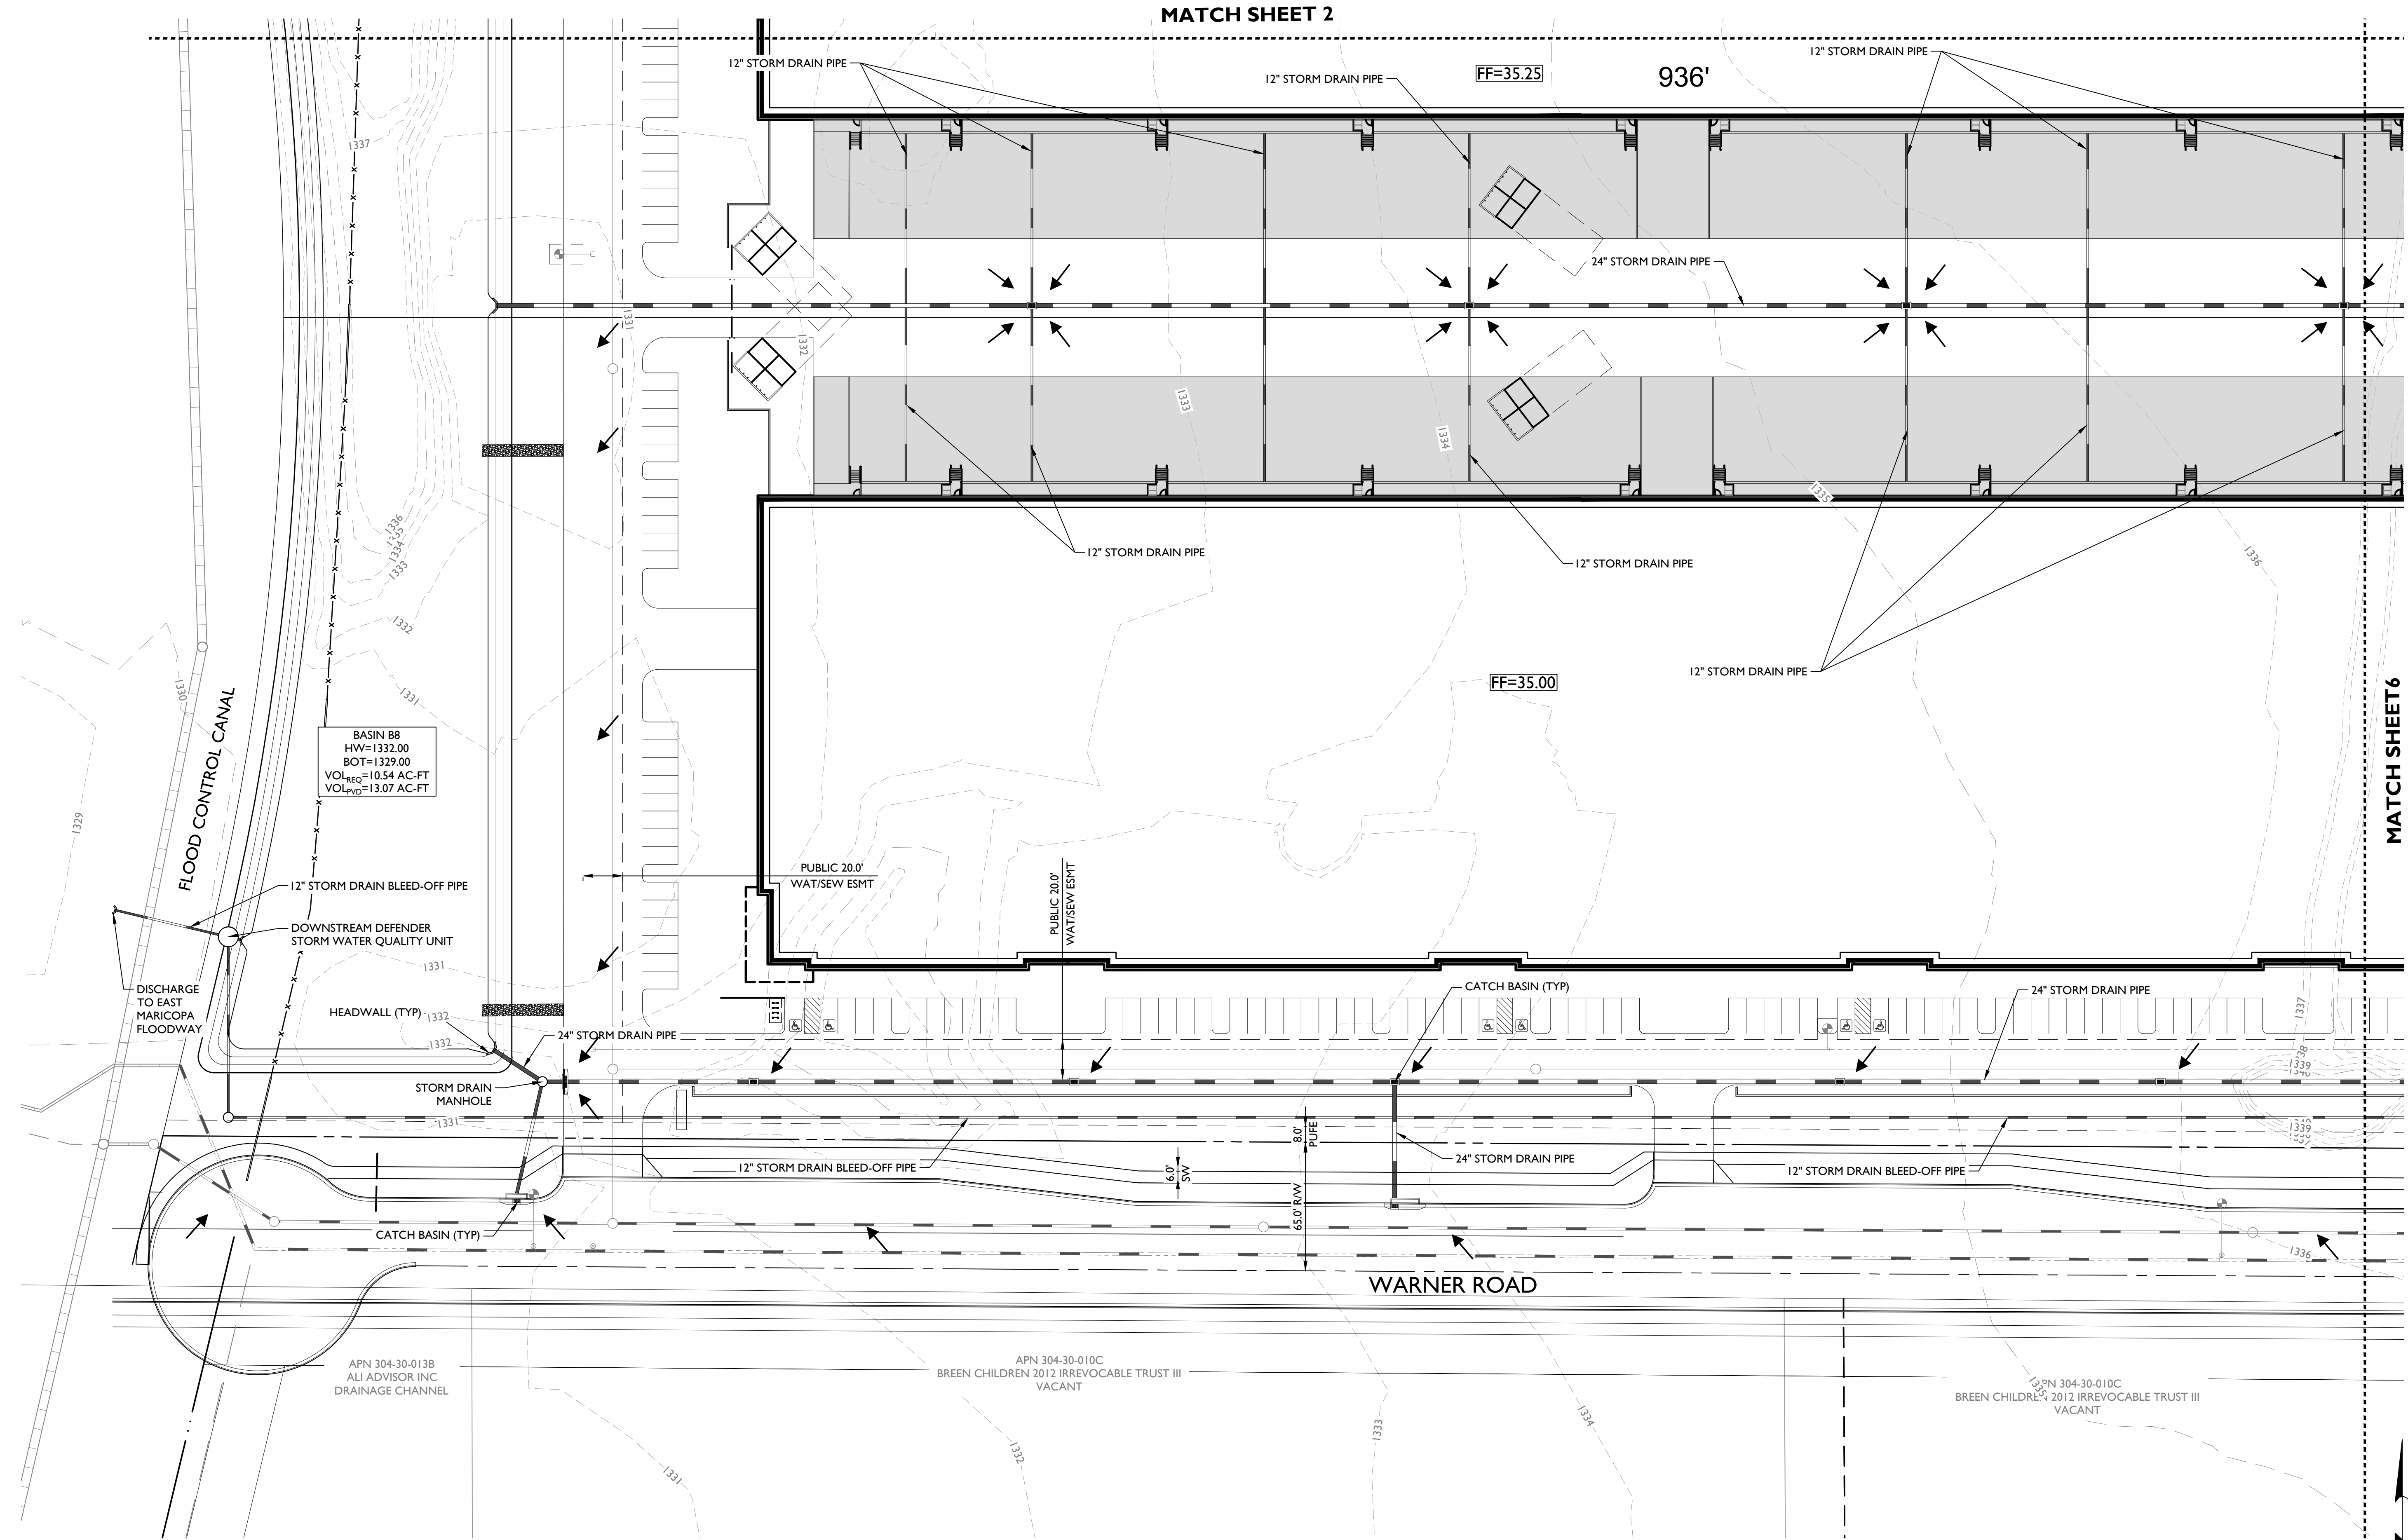 MATCH SHEET 2
12" STORM DRAIN PIPE
12" STORM DRAIN PIPE
FF=35.25
936'
12" STORM DRAIN PIPE
1337
24" STORM DRAIN PIPE
1331
1332
1333
1334
1335
1336
1336
1335
1334
1333
1332
1331
12" STORM DRAIN PIPE
12" STORM DRAIN PIPE
12" STORM DRAIN PIPE
FF=35.00
MATCH SHEET6
1330
1329
FLOOD CONTROL CANAL
BASIN B8
HW=1332.00
BOT=1329.00
VOLREQ=10.54 AC-FT
VOLPVD=13.07 AC-FT
PUBLIC 20.0'
WAT/SEW ESMT
PUBLIC 20.0'
WAT/SEW ESMT
12" STORM DRAIN BLEED-OFF PIPE
DOWNSTREAM DEFENDER
STORM WATER QUALITY UNIT
1331
DISCHARGE
TO EAST
MARICOPA
FLOODWAY
HEADWALL (TYP)
1332
1332
24" STORM DRAIN PIPE
CATCH BASIN (TYP)
24" STORM DRAIN PIPE
1337
1338
1339
1340
STORM DRAIN
MANHOLE
1331
8.0'
PUFE
1339
12" STORM DRAIN BLEED-OFF PIPE
6.0'
SW
24" STORM DRAIN PIPE
12" STORM DRAIN BLEED-OFF PIPE
65.0' R/W
CATCH BASIN (TYP)
1336
WARNER ROAD
APN 304-30-013B
ALI ADVISOR INC
DRAINAGE CHANNEL
APN 304-30-010C
BREEN CHILDREN 2012 IRREVOCABLE TRUST III
VACANT
APN 304-30-010C
BREEN CHILDREN 2012 IRREVOCABLE TRUST III
VACANT
1335
1331
1332
1333
1334